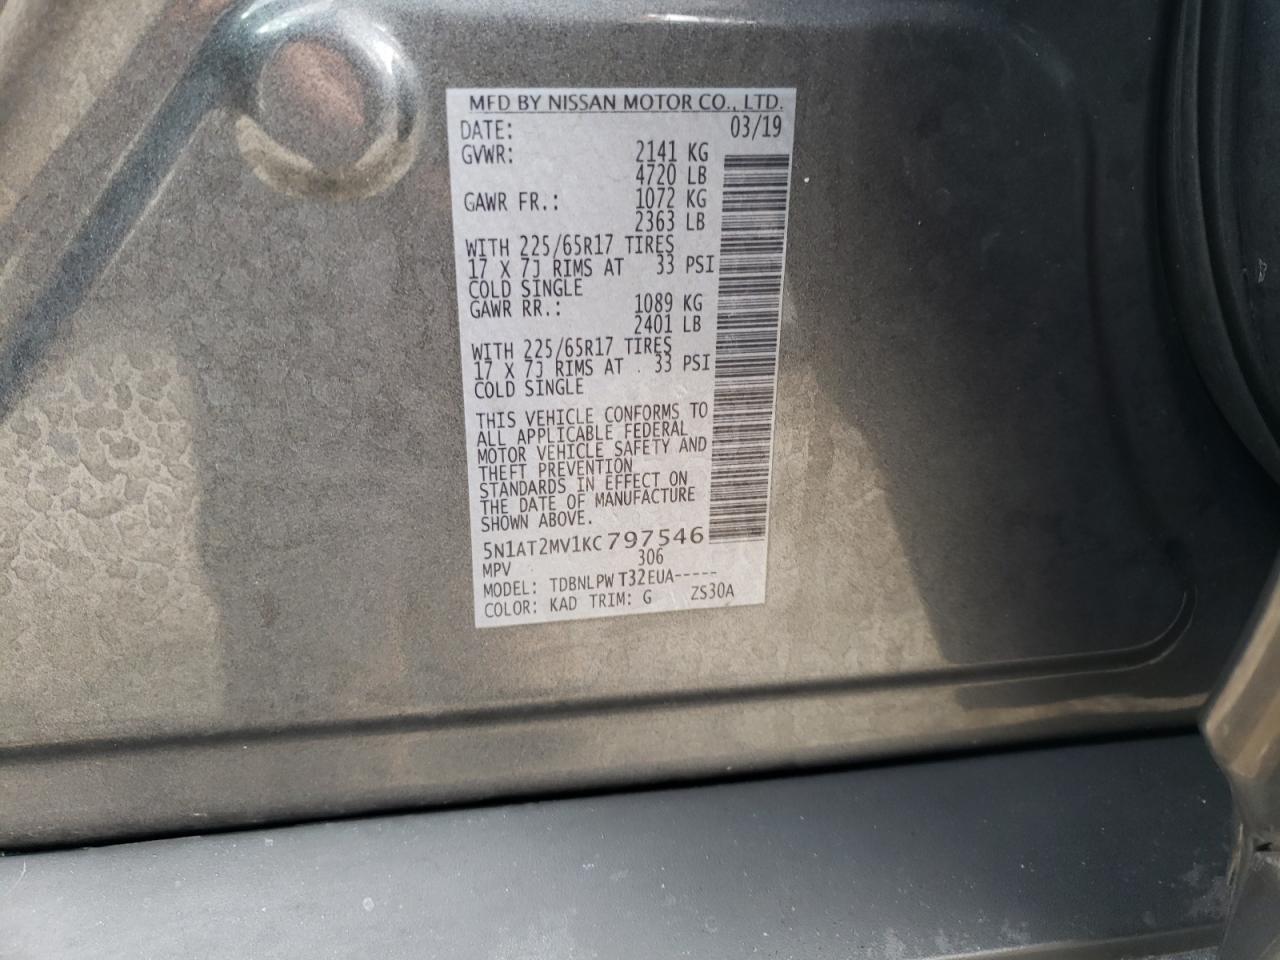 MFD BY NISSAN MOTOR CO., LTD.
DATE: 03/19
GVWR: 2141 KG
4720 LB
GAWR FR.: 1072 KG
2363 LB
WITH 225/65R17 TIRES
17 X 7J RIMS AT 33 PSI
COLD SINGLE
GAWR RR.: 1089 KG
2401 LB
WITH 225/65R17 TIRES
17 X 7J RIMS AT 33 PSI
COLD SINGLE
THIS VEHICLE CONFORMS TO
ALL APPLICABLE FEDERAL
MOTOR VEHICLE SAFETY AND
THEFT PREVENTION
STANDARDS IN EFFECT ON
THE DATE OF MANUFACTURE
SHOWN ABOVE.
5N1AT2MV1KC797546
MPV 306
MODEL: TDBNLPW T32EUA-----
COLOR: KAD TRIM: G ZS30A